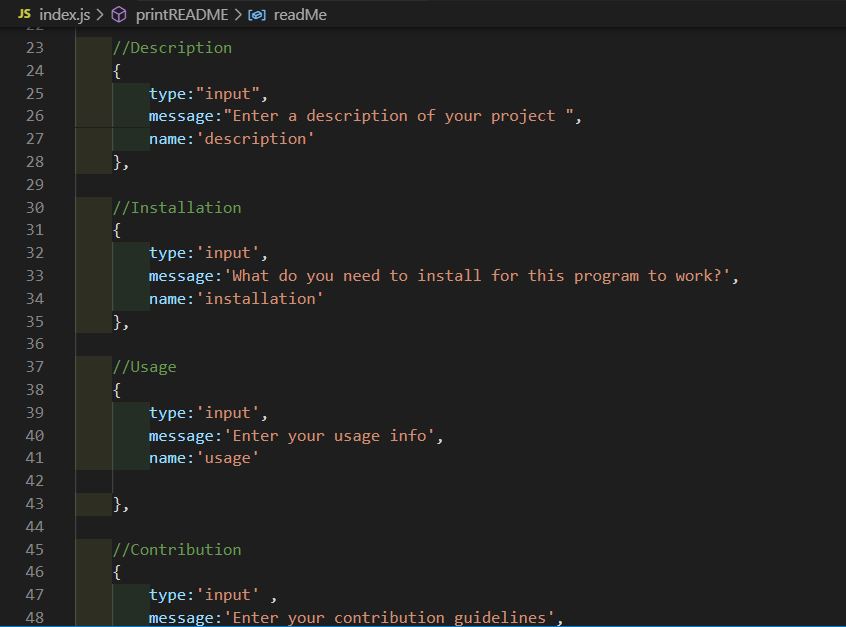 JS index.js > printREADME > readMe
22
23 //Description
24 {
25 type:"input",
26 message:"Enter a description of your project ",
27 name:'description'
28 },
29
30 //Installation
31 {
32 type:'input',
33 message:'What do you need to install for this program to work?',
34 name:'installation'
35 },
36
37 //Usage
38 {
39 type:'input',
40 message:'Enter your usage info',
41 name:'usage'
42
43 },
44
45 //Contribution
46 {
47 type:'input' ,
48 message:'Enter your contribution guidelines',